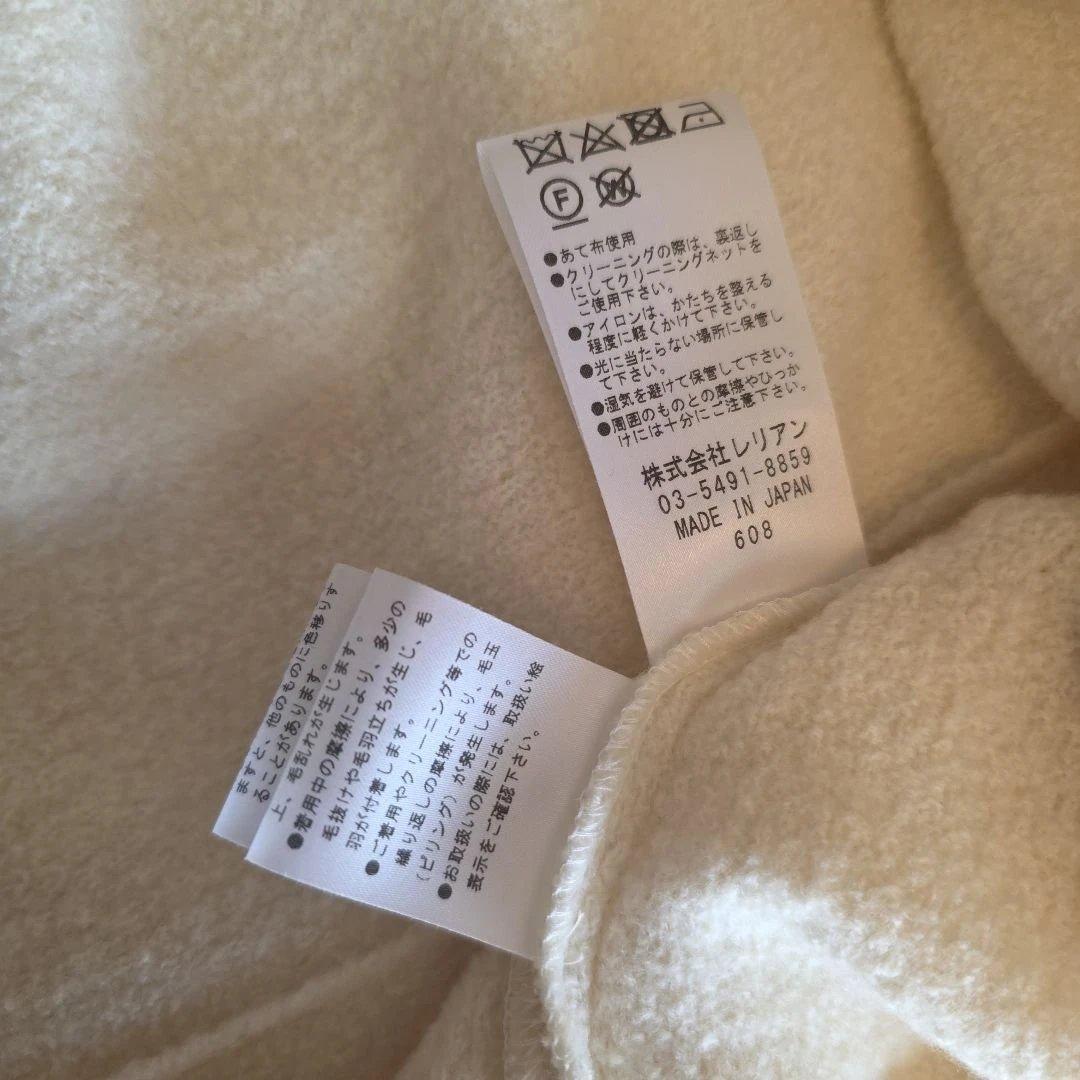 F
W
●あて布使用
●クリーニングの際は、裏返し
にしてクリーニングネットを
ご使用下さい。
●アイロンは、かたちを整える
程度に軽くかけて下さい。
●光に当たらない場所に保管し
て下さい。
●湿気を避けて保管して下さい。
●周囲のものとの摩擦やひっか
けには十分にご注意下さい。
株式会社レリアン
03-5491-8859
MADE IN JAPAN
608
ますと、他のものに色移りす
ることがあります。
上、毛乱れが生じます。
●着用中の摩擦により、多少の
毛抜けや毛羽立ちが生じ、毛
羽が付着します。
●ご着用やクリーニング等での
繰り返しの摩擦により、毛玉
(ピリング)が発生します。
●お取扱いの際には、取扱い絵
表示をご確認下さい。